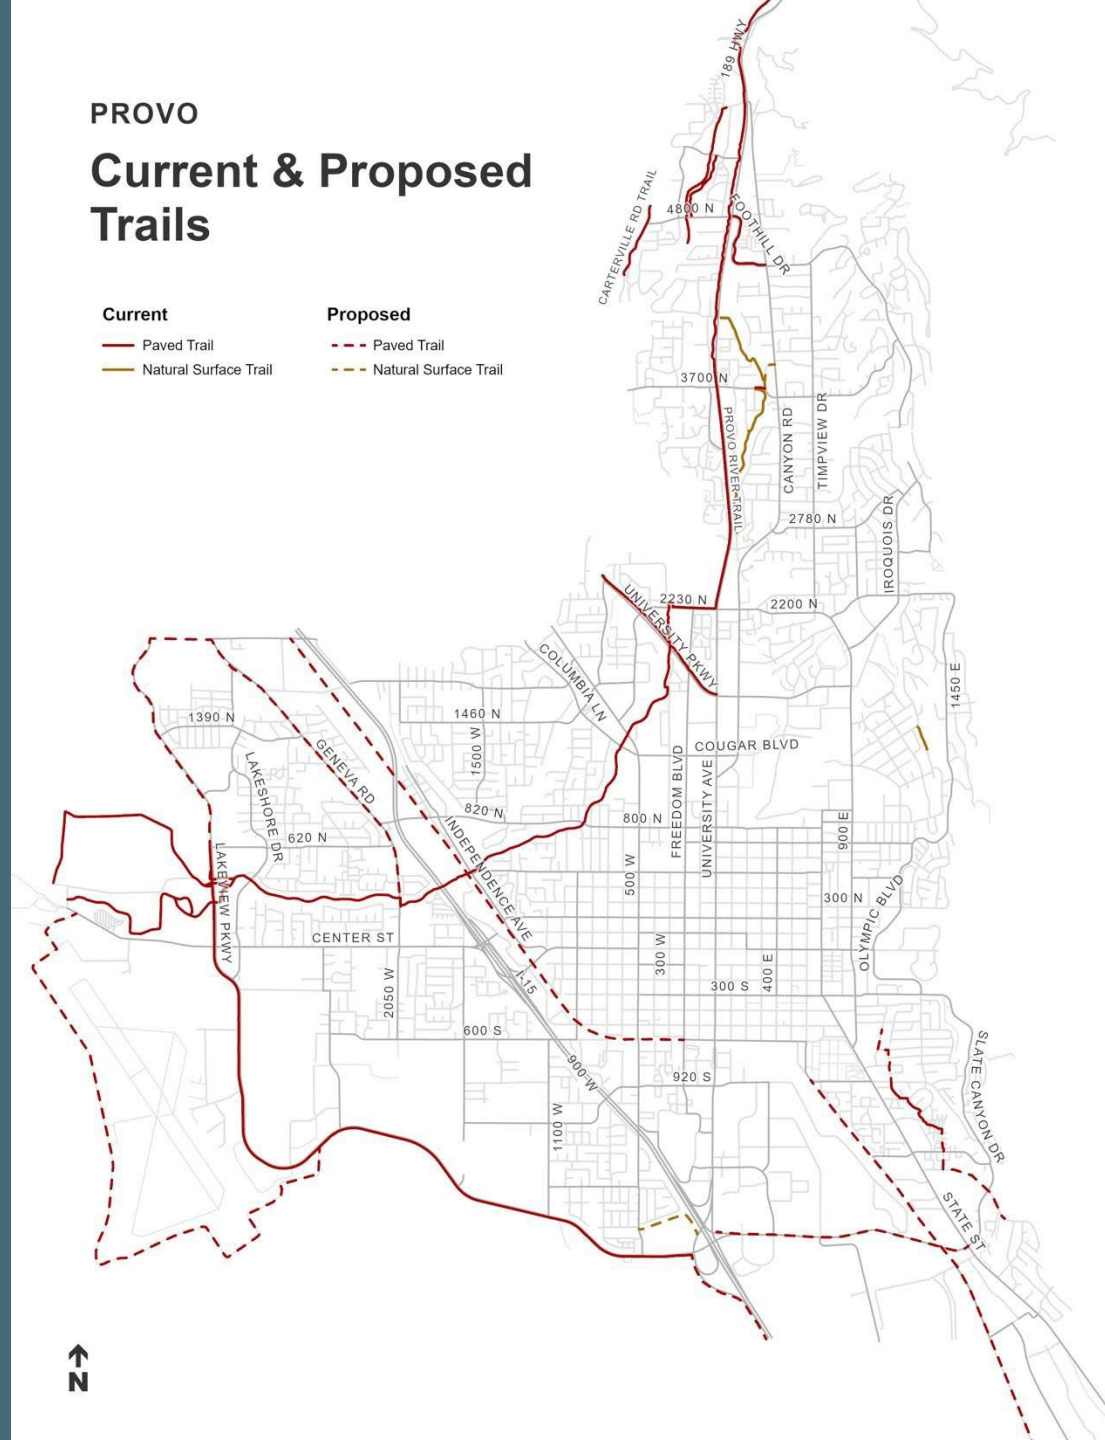 PROVO
Current & Proposed
Trails
Current
Proposed
Paved Trail
Paved Trail
Natural Surface Trail
Natural Surface Trail
189 HWY
CARTERVILLE RD TRAIL
4800 N
FOOTHILL DR
3700 N
PROVO RIVER TRAIL
CANYON RD
TIMPVIEW DR
2780 N
IROQUOIS DR
UNIVERSITY PKWY
2230 N
2200 N
COLUMBIA LN
1450 E
1390 N
1460 N
GENEVA RD
LAKESHORE DR
1500 W
COUGAR BLVD
FREEDOM BLVD
UNIVERSITY AVE
820 N
800 N
620 N
INDEPENDENCE AVE
900 E
LAKEVIEW PKWY
500 W
300 N
OLYMPIC BLVD
CENTER ST
300 W
400 E
2050 W
I-15
300 S
600 S
SLATE CANYON DR
900 W
920 S
1100 W
STATE ST
N